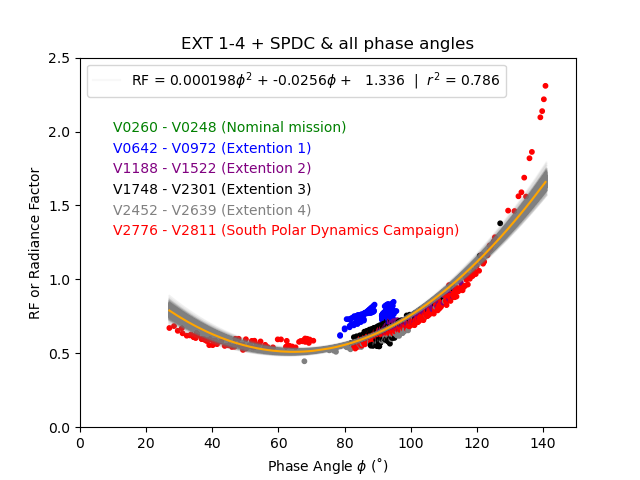 EXT 1-4 + SPDC & all phase angles
RF = 0.000198ϕ² + -0.0256ϕ + 1.336 | r² = 0.786
V0260 - V0248 (Nominal mission)
V0642 - V0972 (Extention 1)
V1188 - V1522 (Extention 2)
V1748 - V2301 (Extention 3)
V2452 - V2639 (Extention 4)
V2776 - V2811 (South Polar Dynamics Campaign)
RF or Radiance Factor
2.5
2.0
1.5
1.0
0.5
0.0
0 20 40 60 80 100 120 140
Phase Angle ϕ (˚)